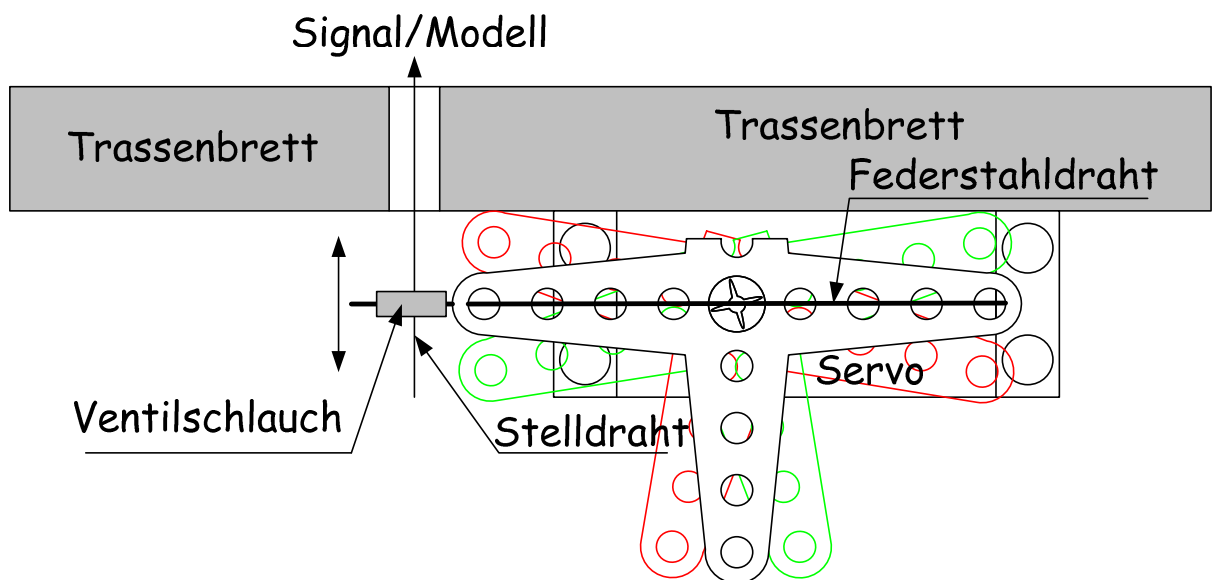 Signal/Modell
Trassenbrett
Trassenbrett
Federstahldraht
Servo
Ventilschlauch
Stelldraht